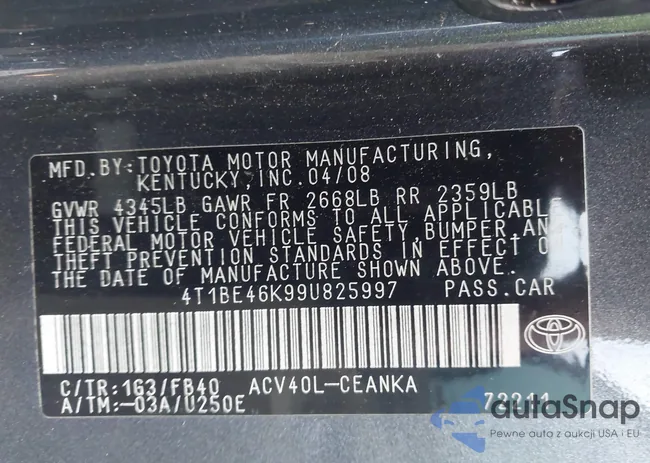 MFD.BY:TOYOTA MOTOR MANUFACTURING,
KENTUCKY,INC.04/08
GVWR 4345LB GAWR FR 2668LB RR 2359LB
THIS VEHICLE CONFORMS TO ALL APPLICABLE
FEDERAL MOTOR VEHICLE SAFETY,BUMPER,AND
THEFT PREVENTION STANDARDS IN EFFECT ON
THE DATE OF MANUFACTURE SHOWN ABOVE.
4T1BE46K99U825997 PASS.CAR
C/TR:1G3/FB40 ACV40L-CEANKA
A/TM:-03A/U250E
autoSnap
Pewne auta z aukcji USA i EU